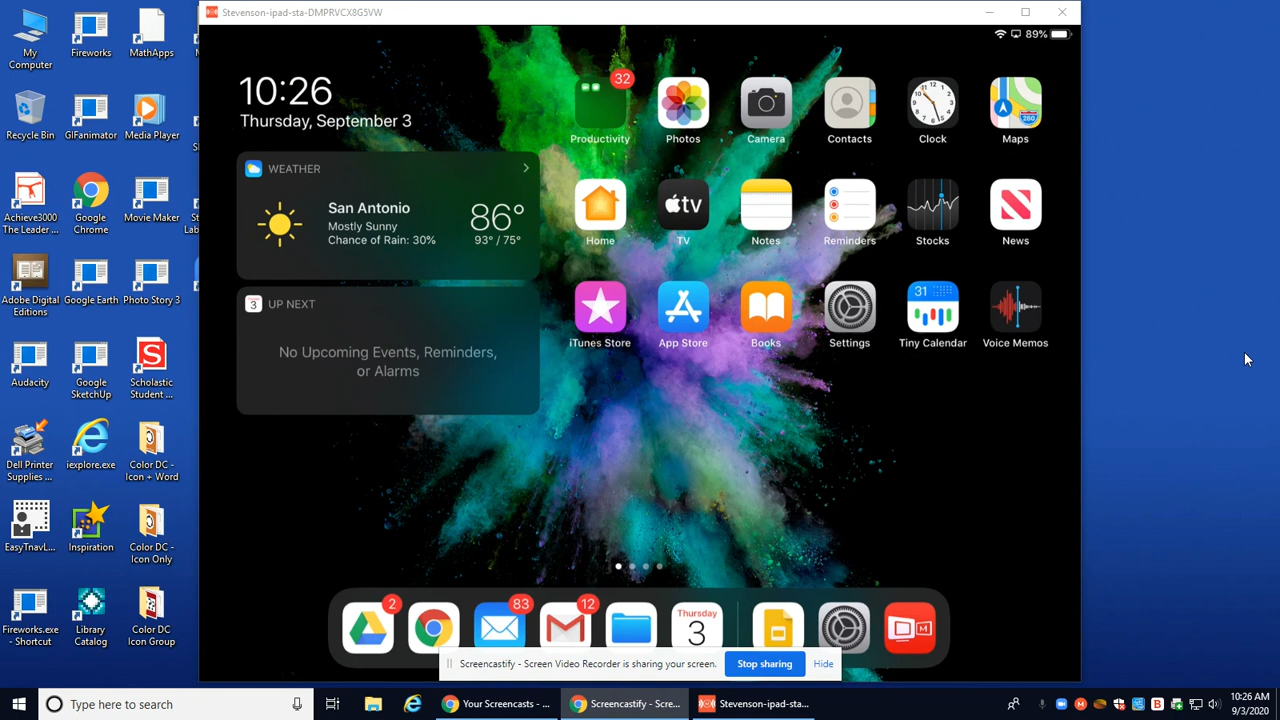 Stevenson-ipad-sta-DMPRVCX8G5VW
My
Computer
Fireworks
MathApps
Recycle Bin
GIFanimator
Media Player
Achieve3000
The Leader ...
Google
Chrome
Movie Maker
Adobe Digital
Editions
Google Earth
Photo Story 3
Audacity
Google
SketchUp
Scholastic
Student ...
Dell Printer
Supplies ...
iexplore.exe
Color DC -
Icon + Word
EasyTnavL...
Inspiration
Color DC -
Icon Only
Fireworks.exe
Shortcut
Library
Catalog
Color DC
Icon Group
89%
10:26
Thursday, September 3
WEATHER
San Antonio
Mostly Sunny
Chance of Rain: 30%
86°
93° / 75°
3 UP NEXT
No Upcoming Events, Reminders,
or Alarms
32
Productivity
Photos
Camera
Contacts
Clock
Maps
280
Home
tv
TV
Notes
Reminders
Stocks
News
iTunes Store
App Store
Books
Settings
31
Tiny Calendar
Voice Memos
2
83
12
Thursday
3
M
Screencastify - Screen Video Recorder is sharing your screen.
Stop sharing
Hide
Type here to search
Your Screencasts - ...
Screencastify - Scre...
Stevenson-ipad-sta...
10:26 AM
9/3/2020